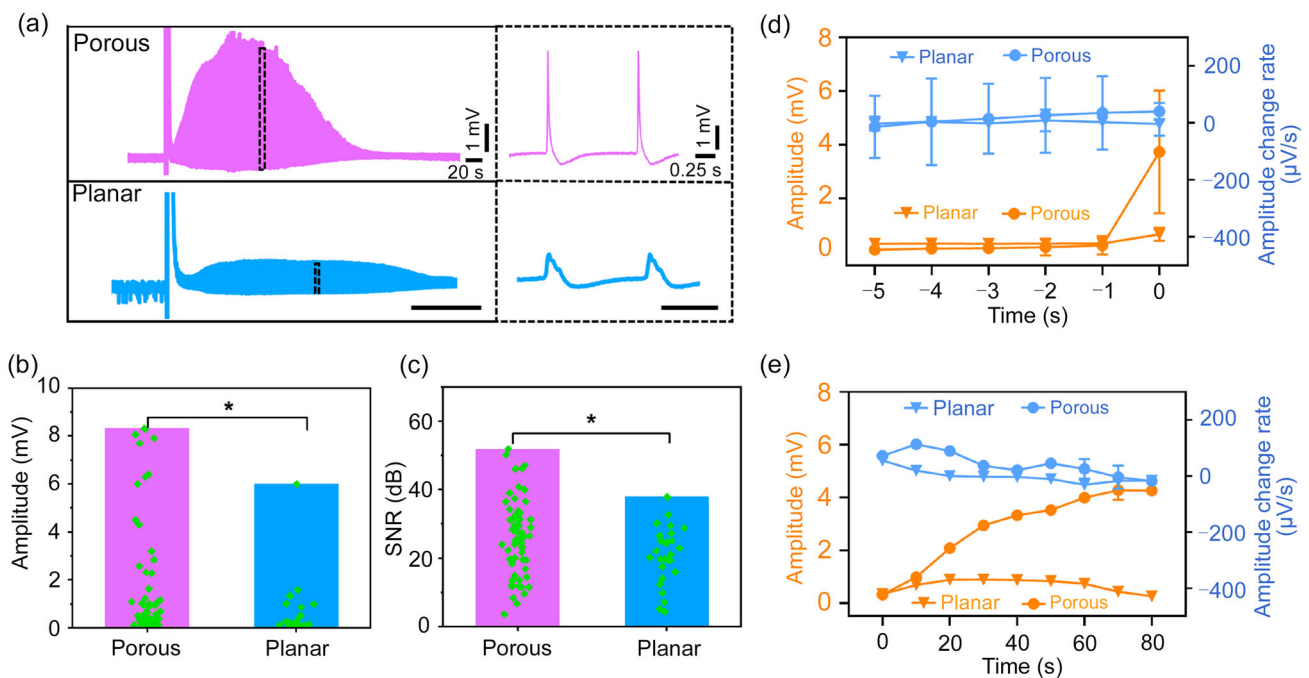 (a)
Porous
1 mV
20 s
1 mV
0.25 s
Planar
(b)
Amplitude (mV)
10
8
6
4
2
0
*
Porous
Planar
(c)
SNR (dB)
60
40
20
0
*
Porous
Planar
(d)
Amplitude (mV)
8
6
4
2
0
Planar
Porous
Planar
Porous
200
0
−200
−400
Amplitude change rate
(μV/s)
−5
−4
−3
−2
−1
0
Time (s)
(e)
Amplitude (mV)
8
6
4
2
0
Planar
Porous
Planar
Porous
200
0
−200
−400
Amplitude change rate
(μV/s)
0
20
40
60
80
Time (s)